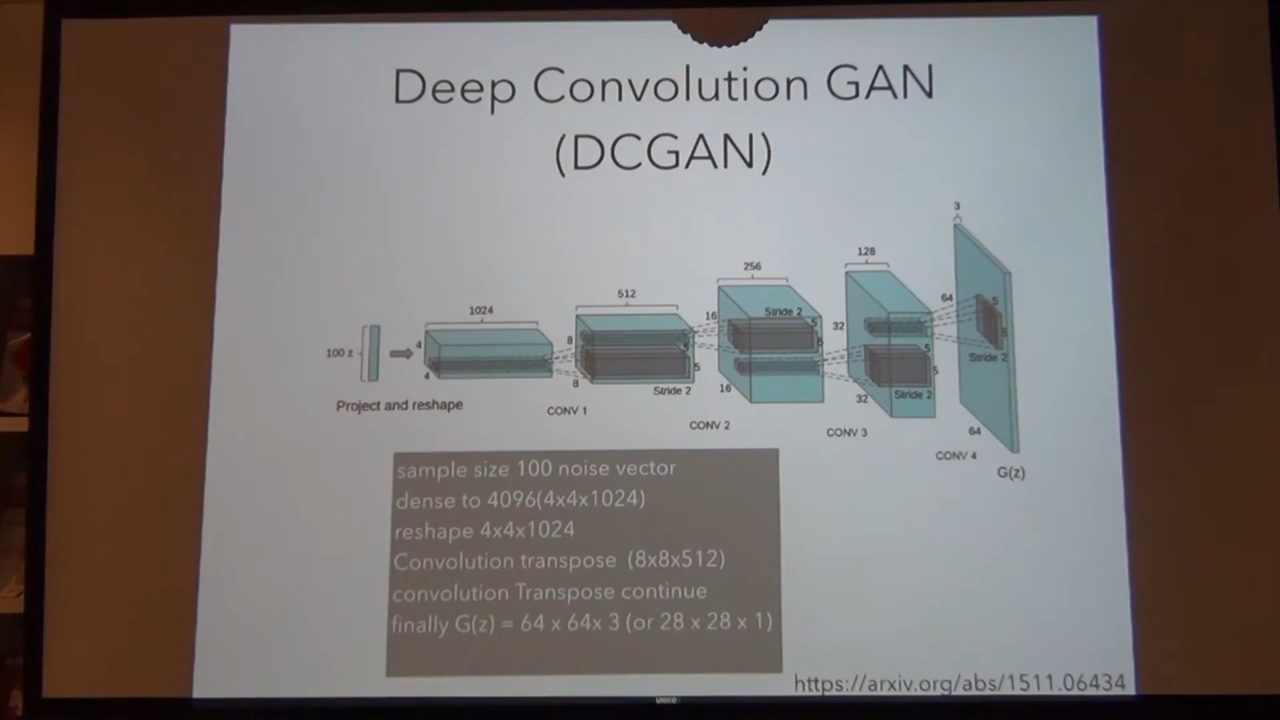 Deep Convolution GAN
(DCGAN)
3
128
256
512
1024
64
16
32
8
4
100 z
4
8
16
32
64
5
5
5
5
5
5
5
Stride 2
Stride 2
Stride 2
Stride 2
Project and reshape
CONV 1
CONV 2
CONV 3
CONV 4
G(z)
sample size 100 noise vector
dense to 4096(4x4x1024)
reshape 4x4x1024
Convolution transpose (8x8x512)
convolution Transpose continue
finally G(z) = 64 x 64x 3 (or 28 x 28 x 1)
https://arxiv.org/abs/1511.06434